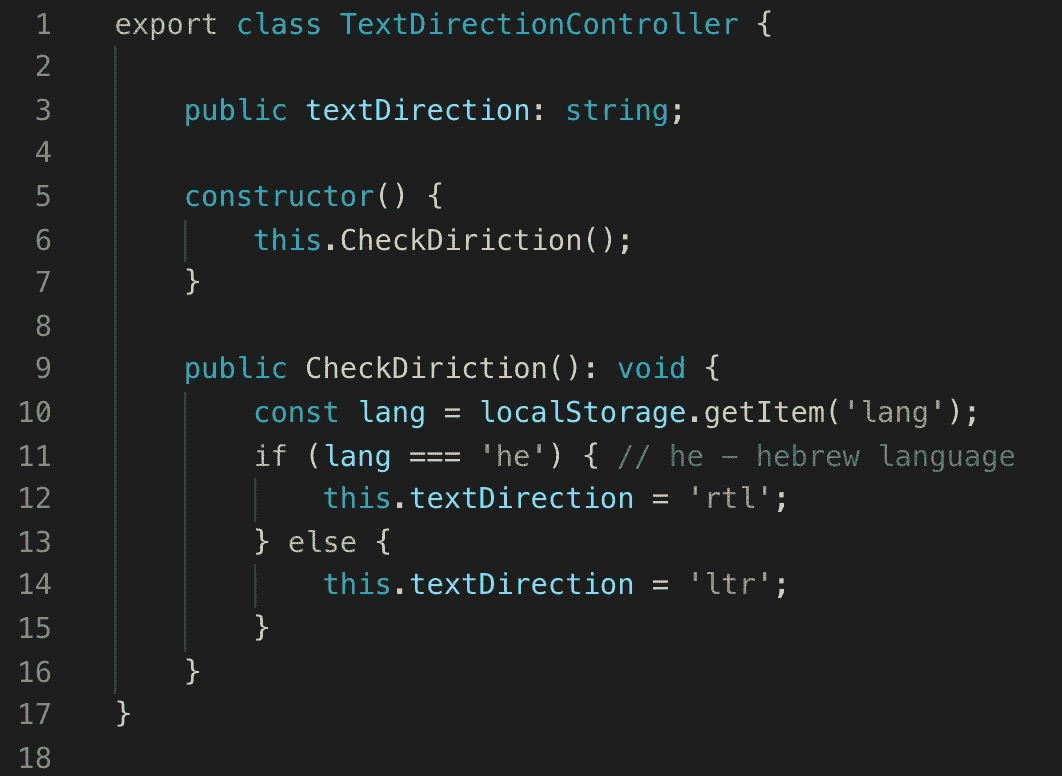 1 export class TextDirectionController {
2
3 public textDirection: string;
4
5 constructor() {
6 this.CheckDiriction();
7 }
8
9 public CheckDiriction(): void {
10 const lang = localStorage.getItem('lang');
11 if (lang === 'he') { // he – hebrew language
12 this.textDirection = 'rtl';
13 } else {
14 this.textDirection = 'ltr';
15 }
16 }
17 }
18